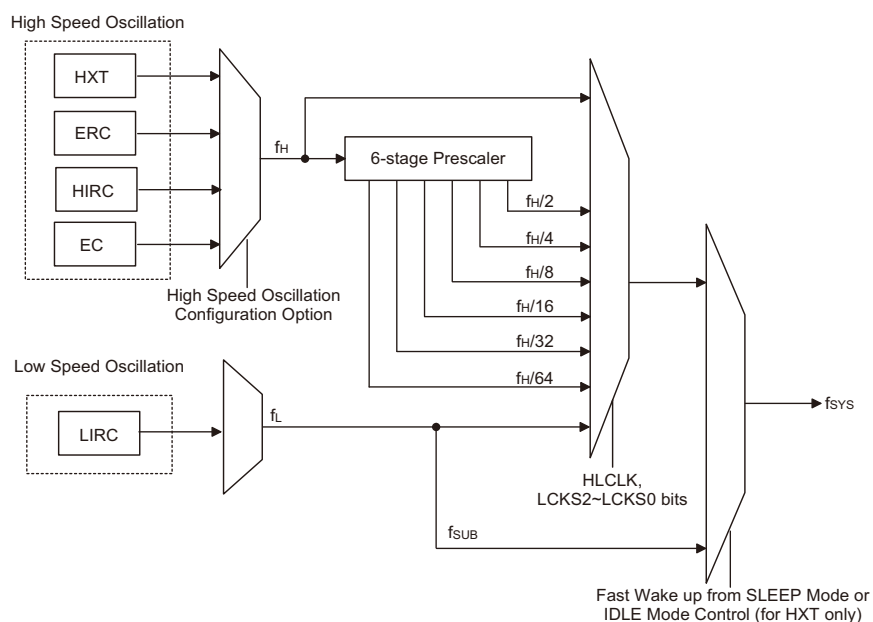 High Speed Oscillation
HXT
ERC
HIRC
EC
fH
6-stage Prescaler
fH/2
fH/4
fH/8
fH/16
fH/32
fH/64
High Speed Oscillation
Configuration Option
Low Speed Oscillation
LIRC
fL
fSYS
HLCLK,
LCKS2~LCKS0 bits
fSUB
Fast Wake up from SLEEP Mode or
IDLE Mode Control (for HXT only)